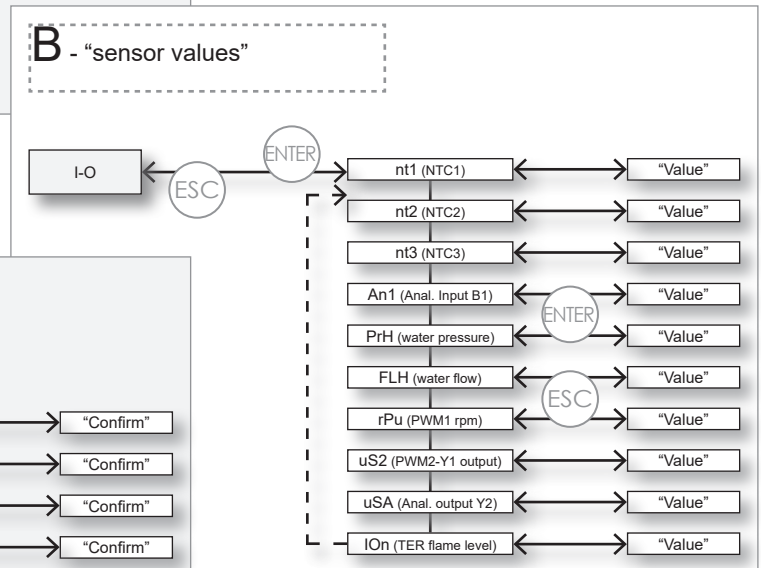 B - “sensor values”
I-O
ESC
ENTER
nt1 (NTC1)
“Value”
nt2 (NTC2)
“Value”
nt3 (NTC3)
“Value”
An1 (Anal. Input B1)
“Value”
ENTER
PrH (water pressure)
“Value”
FLH (water flow)
“Value”
ESC
rPu (PWM1 rpm)
“Value”
uS2 (PWM2-Y1 output)
“Value”
uSA (Anal. output Y2)
“Value”
IOn (TER flame level)
“Value”
“Confirm”
“Confirm”
“Confirm”
“Confirm”